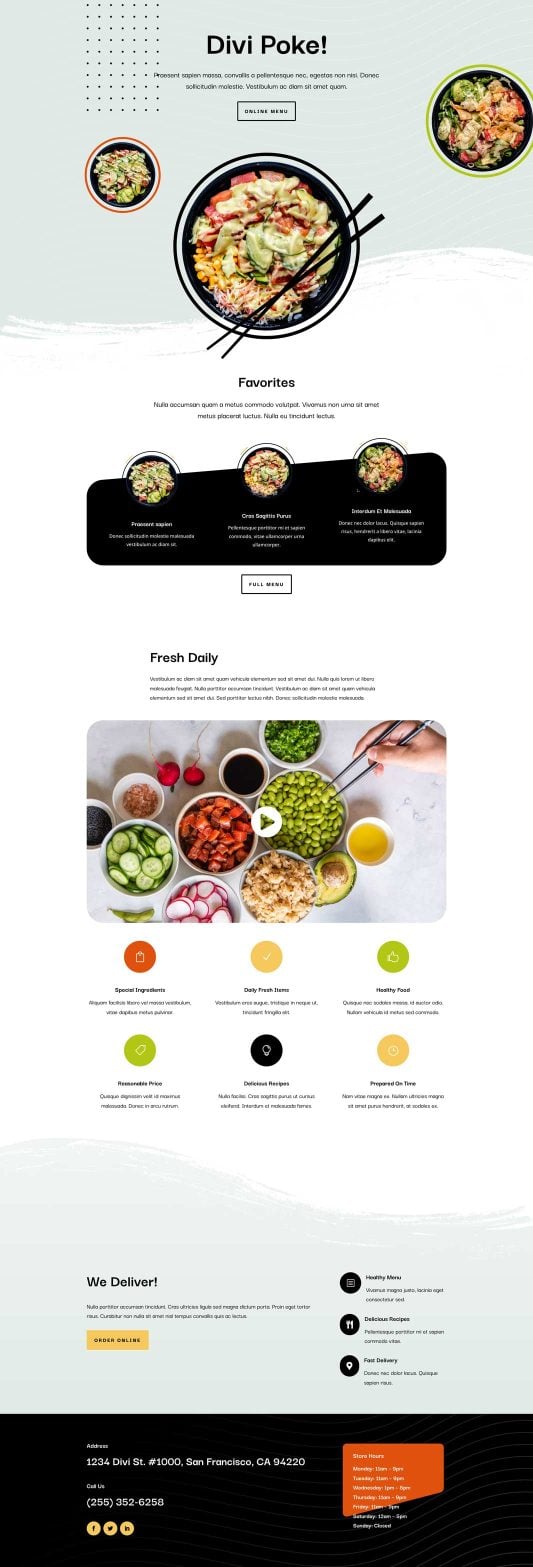 Divi Poke!
Praesent sapien massa, convallis a pellentesque nec, egestas non nisi. Donec
sollicitudin molestie. Vestibulum ac diam sit amet quam.
ONLINE MENU
Favorites
Nulla accumsan quam a metus commodo volutpat. Vivamus non urna sit amet
metus placerat luctus. Nulla eu tincidunt lectus.
Praesent sapien
Donec sollicitudin molestie malesuada
vestibulum ac diam sit.
Cras Sagittis Purus
Pellentesque porttitor mi et sapien
commodo, vitae ullamcorper urna
ullamcorper.
Interdum Et Malesuada
Donec nec dolor lacus. Quisque sapien
risus, hendrerit a libero vitae, lacinia
dapibus elit.
FULL MENU
Fresh Daily
Vestibulum ac diam sit amet quam vehicula elementum sed sit amet dui. Nulla quis lorem ut libero
malesuada feugiat. Nulla porttitor accumsan tincidunt. Vestibulum ac diam sit amet quam vehicula
elementum sed sit amet dui. Sed porttitor lectus nibh. Donec sollicitudin molestie malesuada.
Special Ingredients
Aliquam facilisis libero vel massa vestibulum,
vitae dapibus metus pulvinar.
Daily Fresh Items
Vestibulum arcu augue, tristique in neque ut,
tincidunt fringilla elit.
Healthy Food
Quisque nec sodales massa, id auctor odio.
Nullam vehicula id metus sed commodo.
Reasonable Price
Quisque dignissim velit id maximus
malesuada. Donec in arcu rutrum.
Delicious Recipes
Nulla facilisi. Cras sagittis purus ut cursus
eleifend. Interdum et malesuada fames.
Prepared On Time
Nam vitae magna ex. Nullam ultricies magna
sit amet purus hendrerit, at sodales ex.
We Deliver!
Nulla porttitor accumsan tincidunt. Cras ultricies ligula sed magna dictum porta. Proin eget tortor
risus. Curabitur non nulla sit amet nisl tempus convallis quis ac lectus.
ORDER ONLINE
Healthy Menu
Vivamus magna justo, lacinia eget
consectetur sed.
Delicious Recipes
Pellentesque porttitor mi et sapien
commodo vitae.
Fast Delivery
Donec nec dolor lacus. Quisque
sapien risus.
Address
1234 Divi St. #1000, San Francisco, CA 94220
Call Us
(255) 352-6258
Store Hours
Monday: 11am – 9pm
Tuesday: 11am – 9pm
Wednesday: 1pm – 5pm
Thursday: 11am – 9pm
Friday: 11am – 9pm
Saturday: 12am – 5pm
Sunday: Closed